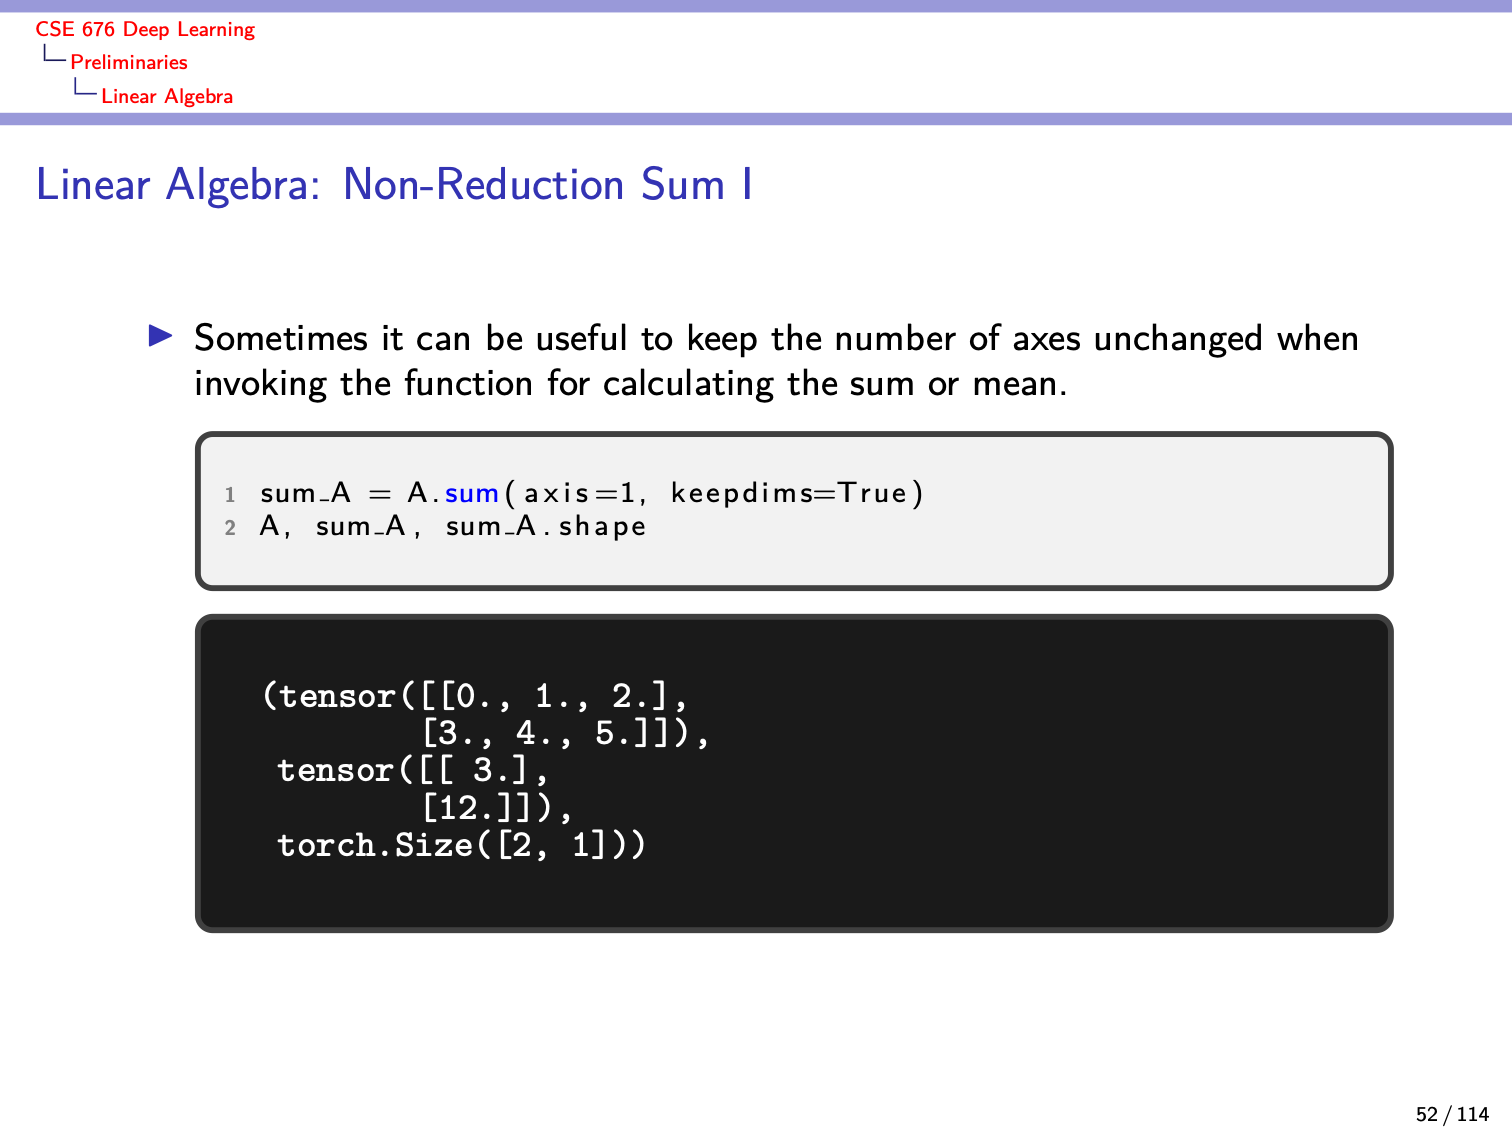 CSE 676 Deep Learning
Preliminaries
Linear Algebra
Linear Algebra: Non-Reduction Sum I
Sometimes it can be useful to keep the number of axes unchanged when
invoking the function for calculating the sum or mean.
1 sum_A = A.sum(axis=1, keepdims=True)
2 A, sum_A, sum_A.shape
(tensor([[0., 1., 2.],
[3., 4., 5.]]),
tensor([[ 3.],
[12.]]),
torch.Size([2, 1]))
52 / 114